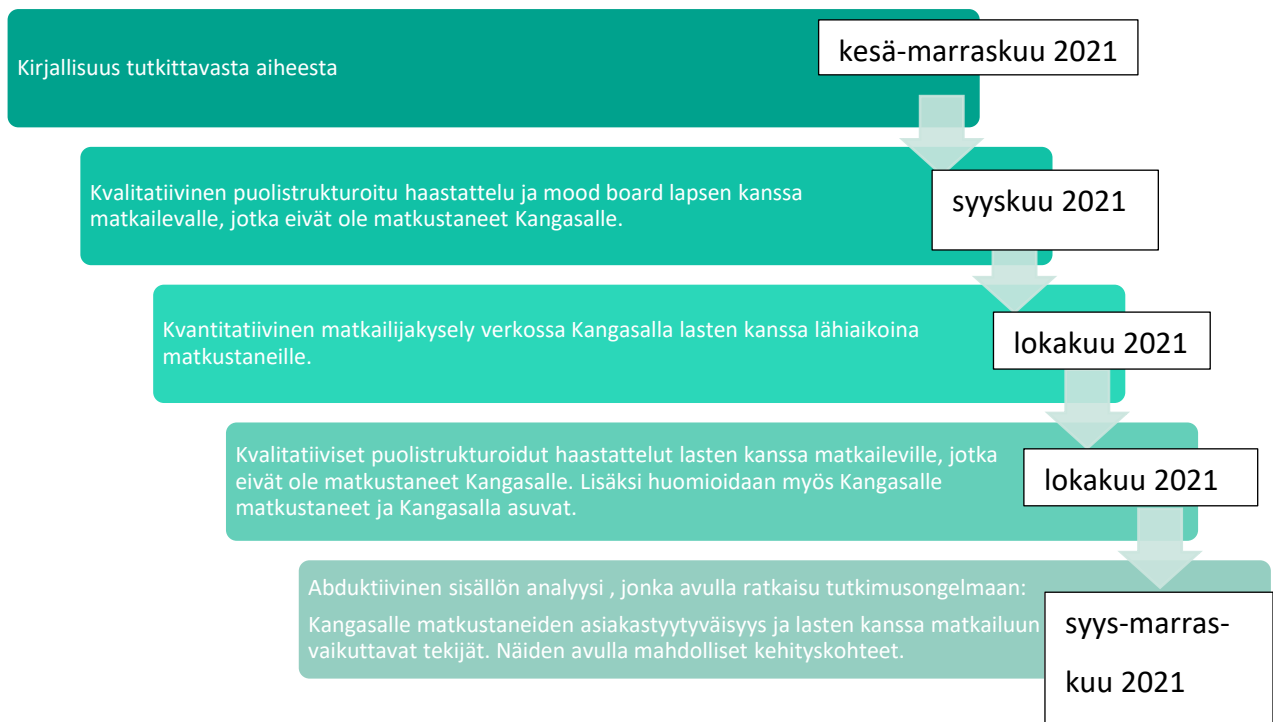 Kirjallisuus tutkittavasta aiheesta
kesä-marraskuu 2021
Kvalitatiivinen puolistrukturoitu haastattelu ja mood board lapsen kanssa
matkailevalle, jotka eivät ole matkustaneet Kangasalle.
syyskuu 2021
Kvantitatiivinen matkailijakysely verkossa Kangasalla lasten kanssa lähiaikoina
matkustaneille.
lokakuu 2021
Kvalitatiiviset puolistrukturoidut haastattelut lasten kanssa matkaileville, jotka
eivät ole matkustaneet Kangasalle. Lisäksi huomioidaan myös Kangasalle
matkustaneet ja Kangasalla asuvat.
lokakuu 2021
Abduktiivinen sisällön analyysi , jonka avulla ratkaisu tutkimusongelmaan:
Kangasalle matkustaneiden asiakastyytyväisyys ja lasten kanssa matkailuun
vaikuttavat tekijät. Näiden avulla mahdolliset kehityskohteet.
syys-marras-
kuu 2021